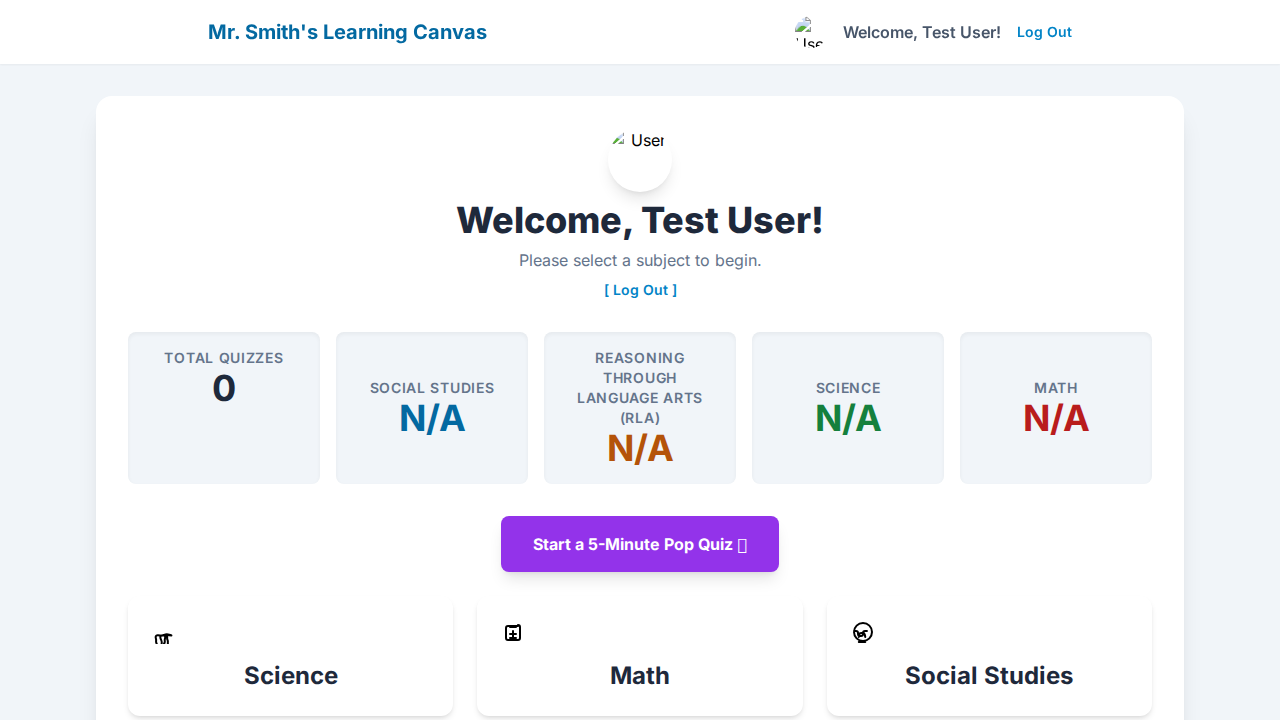 Mr. Smith's Learning Canvas
Welcome, Test User!
Log Out
User
Welcome, Test User!
Please select a subject to begin.
[ Log Out ]
TOTAL QUIZZES
0
SOCIAL STUDIES
N/A
REASONING
THROUGH
LANGUAGE ARTS
(RLA)
N/A
SCIENCE
N/A
MATH
N/A
Start a 5-Minute Pop Quiz
Science
Math
Social Studies